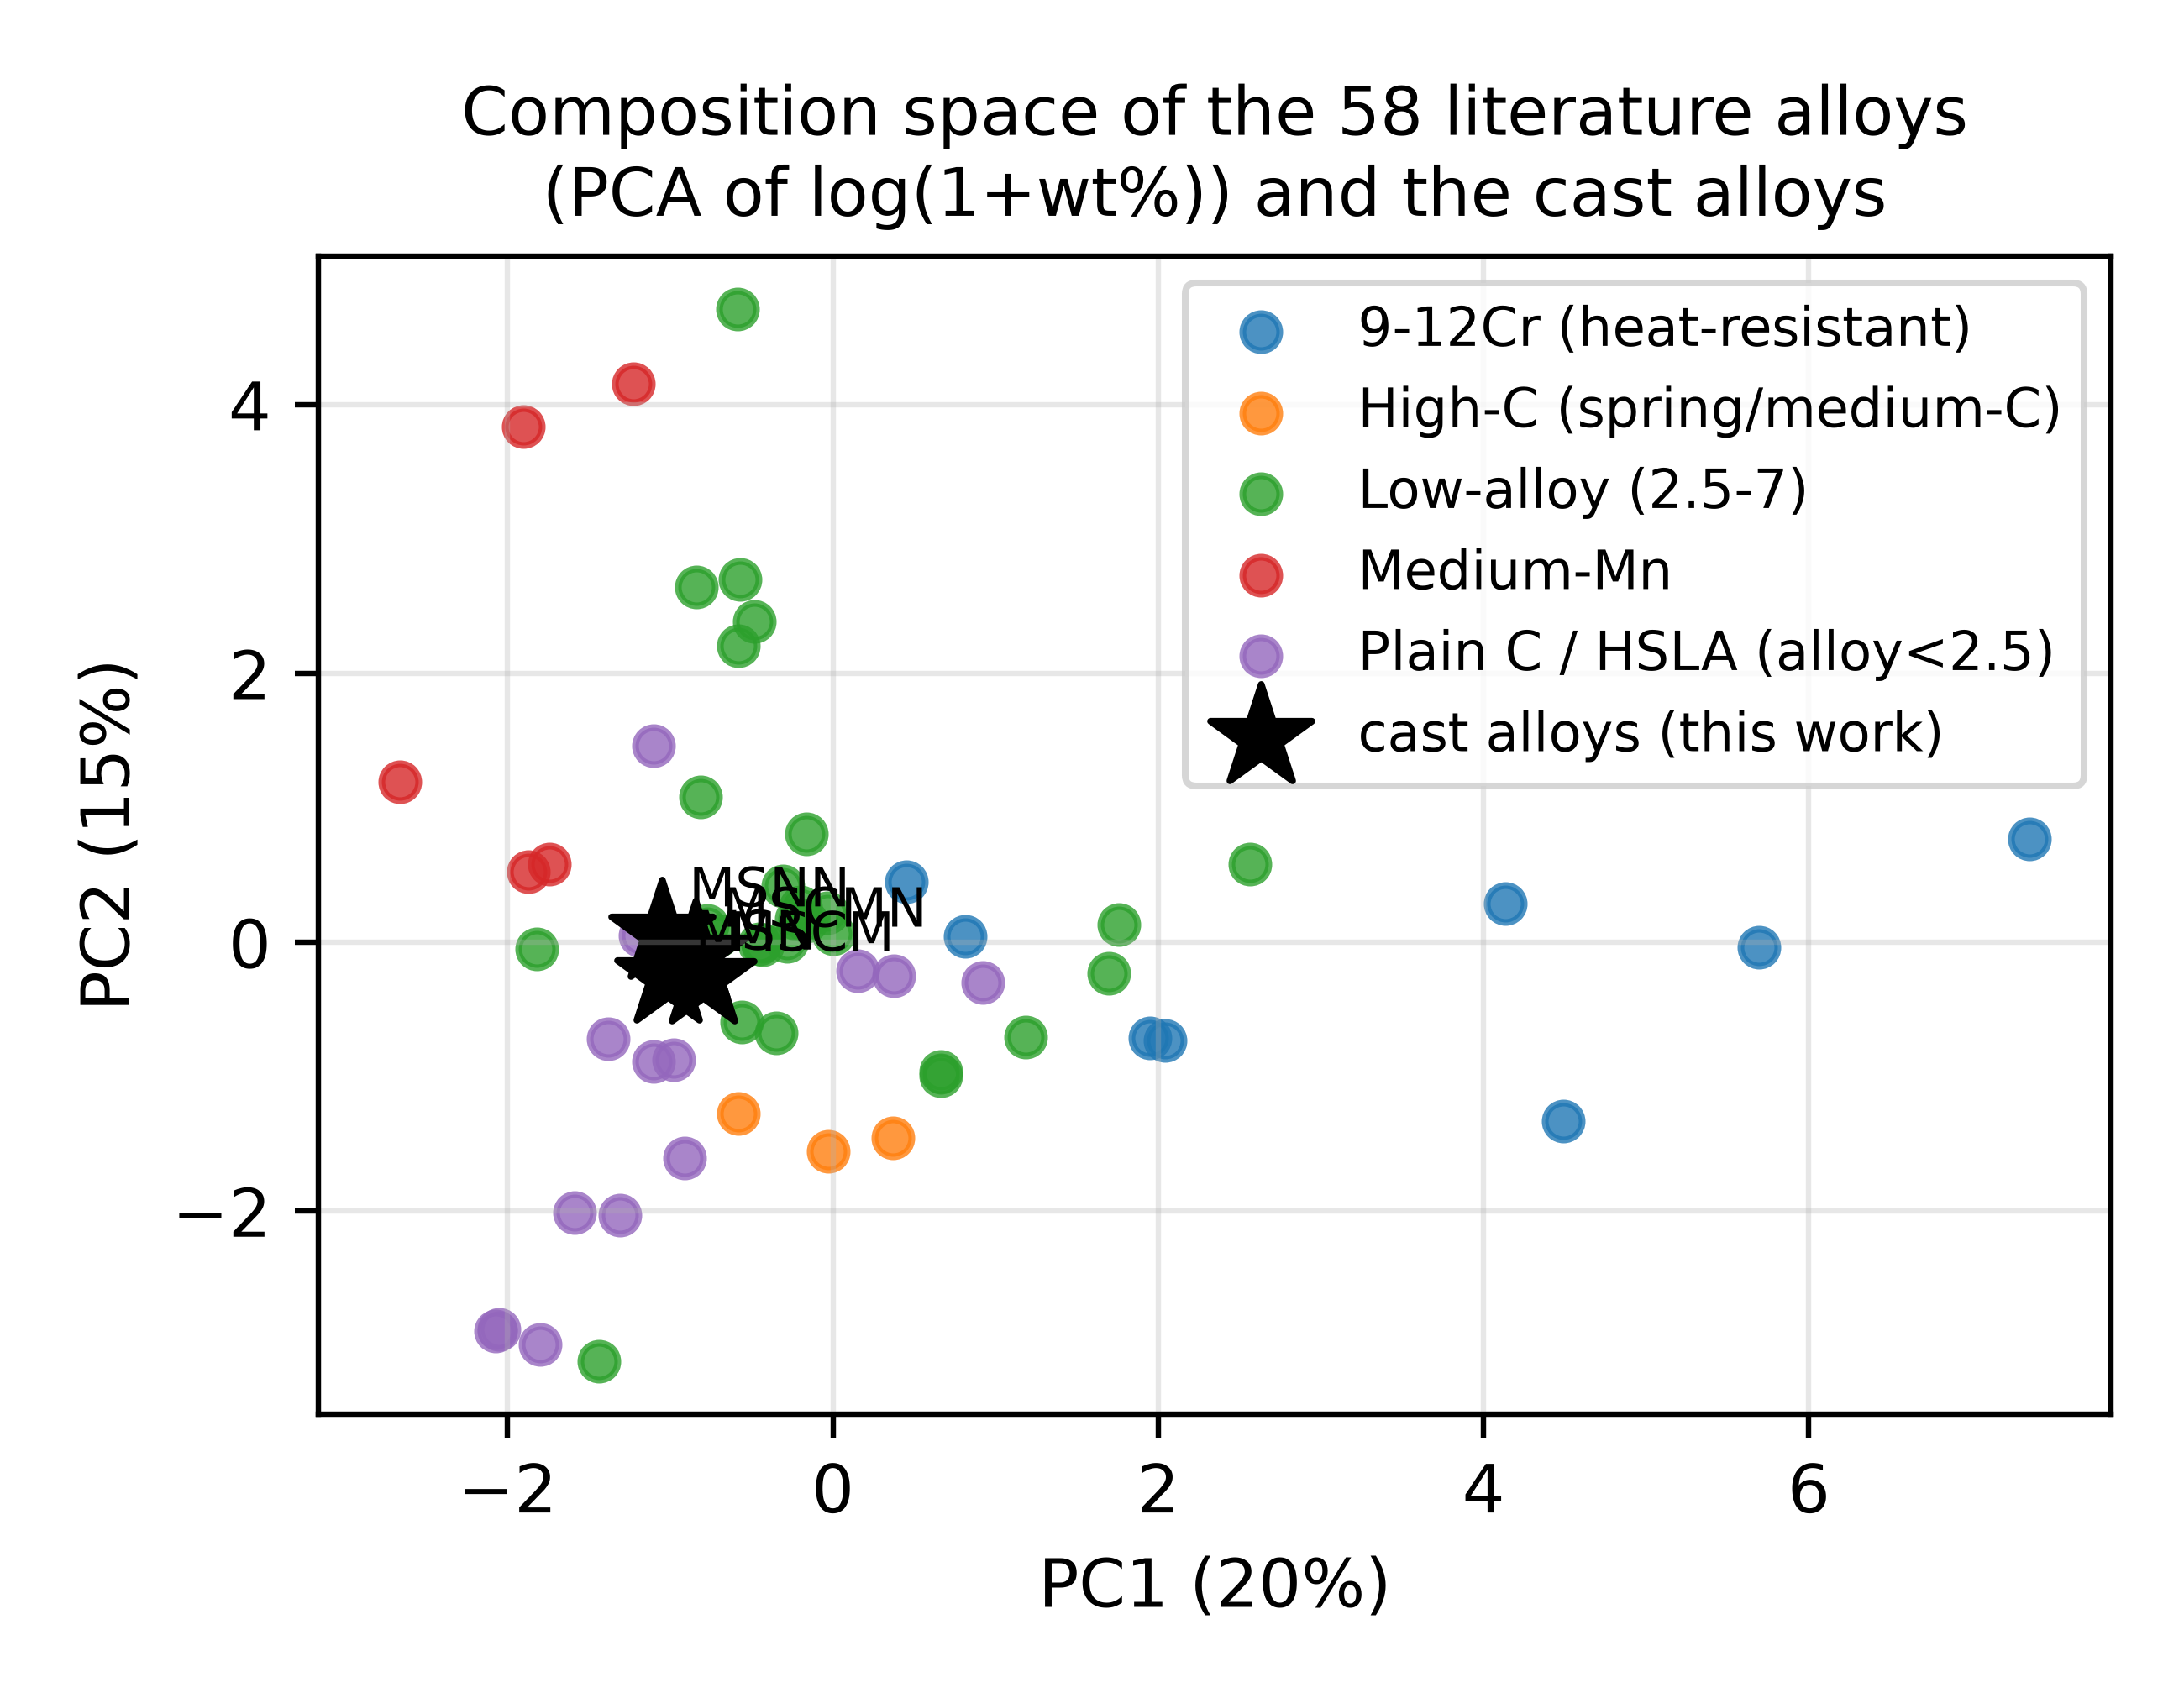 Composition space of the 58 literature alloys
(PCA of log(1+wt%)) and the cast alloys
9-12Cr (heat-resistant)
High-C (spring/medium-C)
Low-alloy (2.5-7)
Medium-Mn
Plain C / HSLA (alloy<2.5)
cast alloys (this work)
PC2 (15%)
4
2
0
−2
−2
0
2
4
6
PC1 (20%)